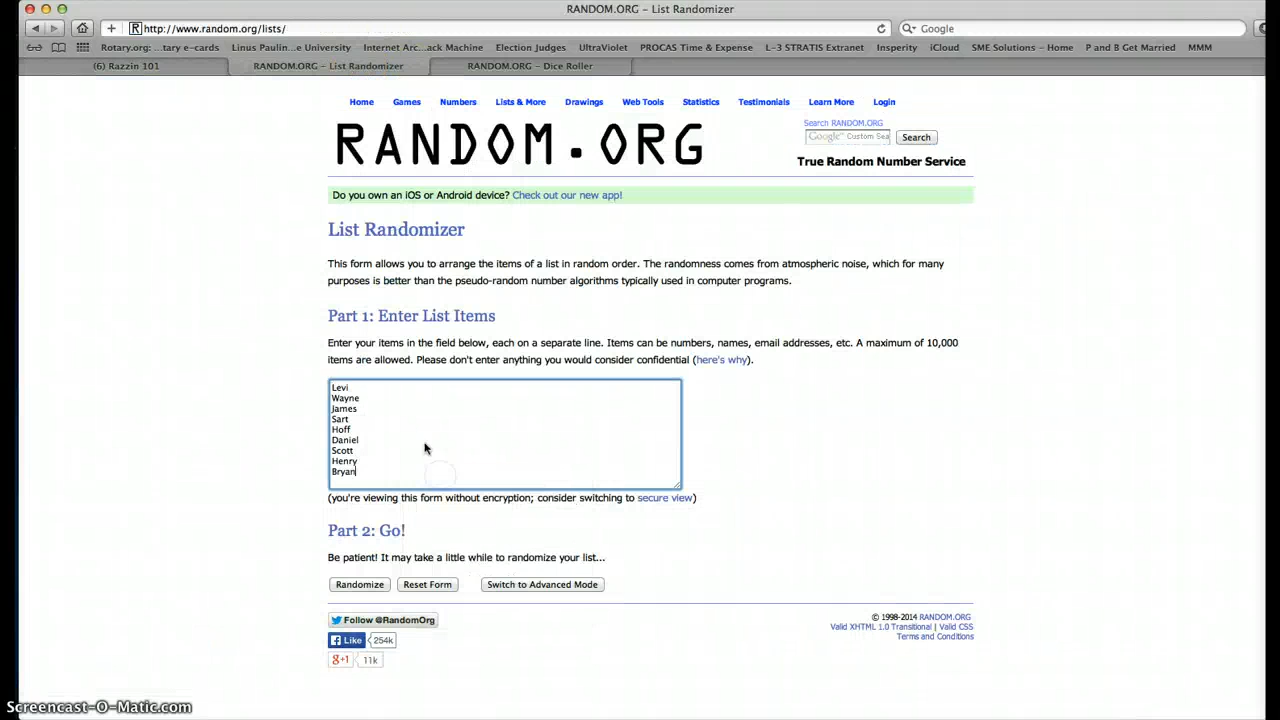 RANDOM.ORG - List Randomizer
http://www.random.org/lists/
Google
Rotary.org: ...tary e-cards Linus Paulin...e University Internet Arc...ack Machine Election Judges UltraViolet PROCAS Time & Expense L-3 STRATIS Extranet Insperity iCloud SME Solutions - Home P and B Get Married MMM
(6) Razzin 101 RANDOM.ORG - List Randomizer RANDOM.ORG - Dice Roller
Home Games Numbers Lists & More Drawings Web Tools Statistics Testimonials Learn More Login
RANDOM.ORG
Search RANDOM.ORG
Google™ Custom Sea Search
True Random Number Service
Do you own an iOS or Android device? Check out our new app!
List Randomizer
This form allows you to arrange the items of a list in random order. The randomness comes from atmospheric noise, which for many
purposes is better than the pseudo-random number algorithms typically used in computer programs.
Part 1: Enter List Items
Enter your items in the field below, each on a separate line. Items can be numbers, names, email addresses, etc. A maximum of 10,000
items are allowed. Please don't enter anything you would consider confidential (here's why).
Levi
Wayne
James
Sart
Hoff
Daniel
Scott
Henry
Bryan
(you're viewing this form without encryption; consider switching to secure view)
Part 2: Go!
Be patient! It may take a little while to randomize your list...
Randomize Reset Form Switch to Advanced Mode
Follow @RandomOrg
Like 254k
g+1 11k
© 1998-2014 RANDOM.ORG
Valid XHTML 1.0 Transitional | Valid CSS
Terms and Conditions
Screencast-O-Matic.com